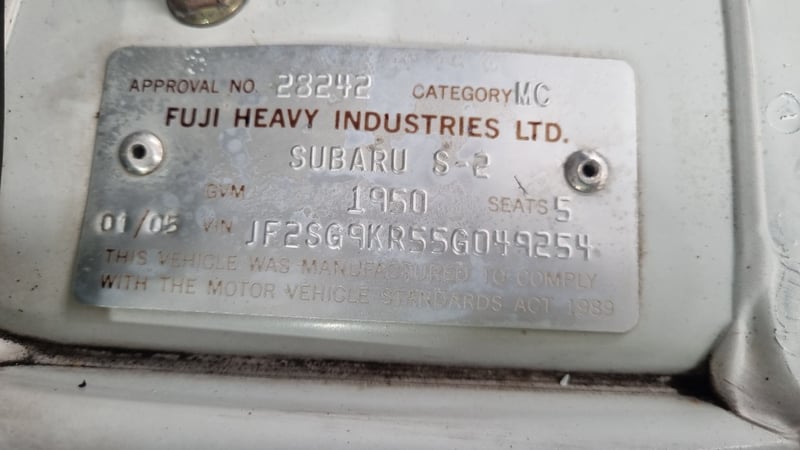 APPROVAL NO. 28242 CATEGORY MC
FUJI HEAVY INDUSTRIES LTD.
SUBARU S-2
GVM 1950 SEATS 5
01/05 VIN JF2SG9KR55G049254
THIS VEHICLE WAS MANUFACTURED TO COMPLY
WITH THE MOTOR VEHICLE STANDARDS ACT 1989